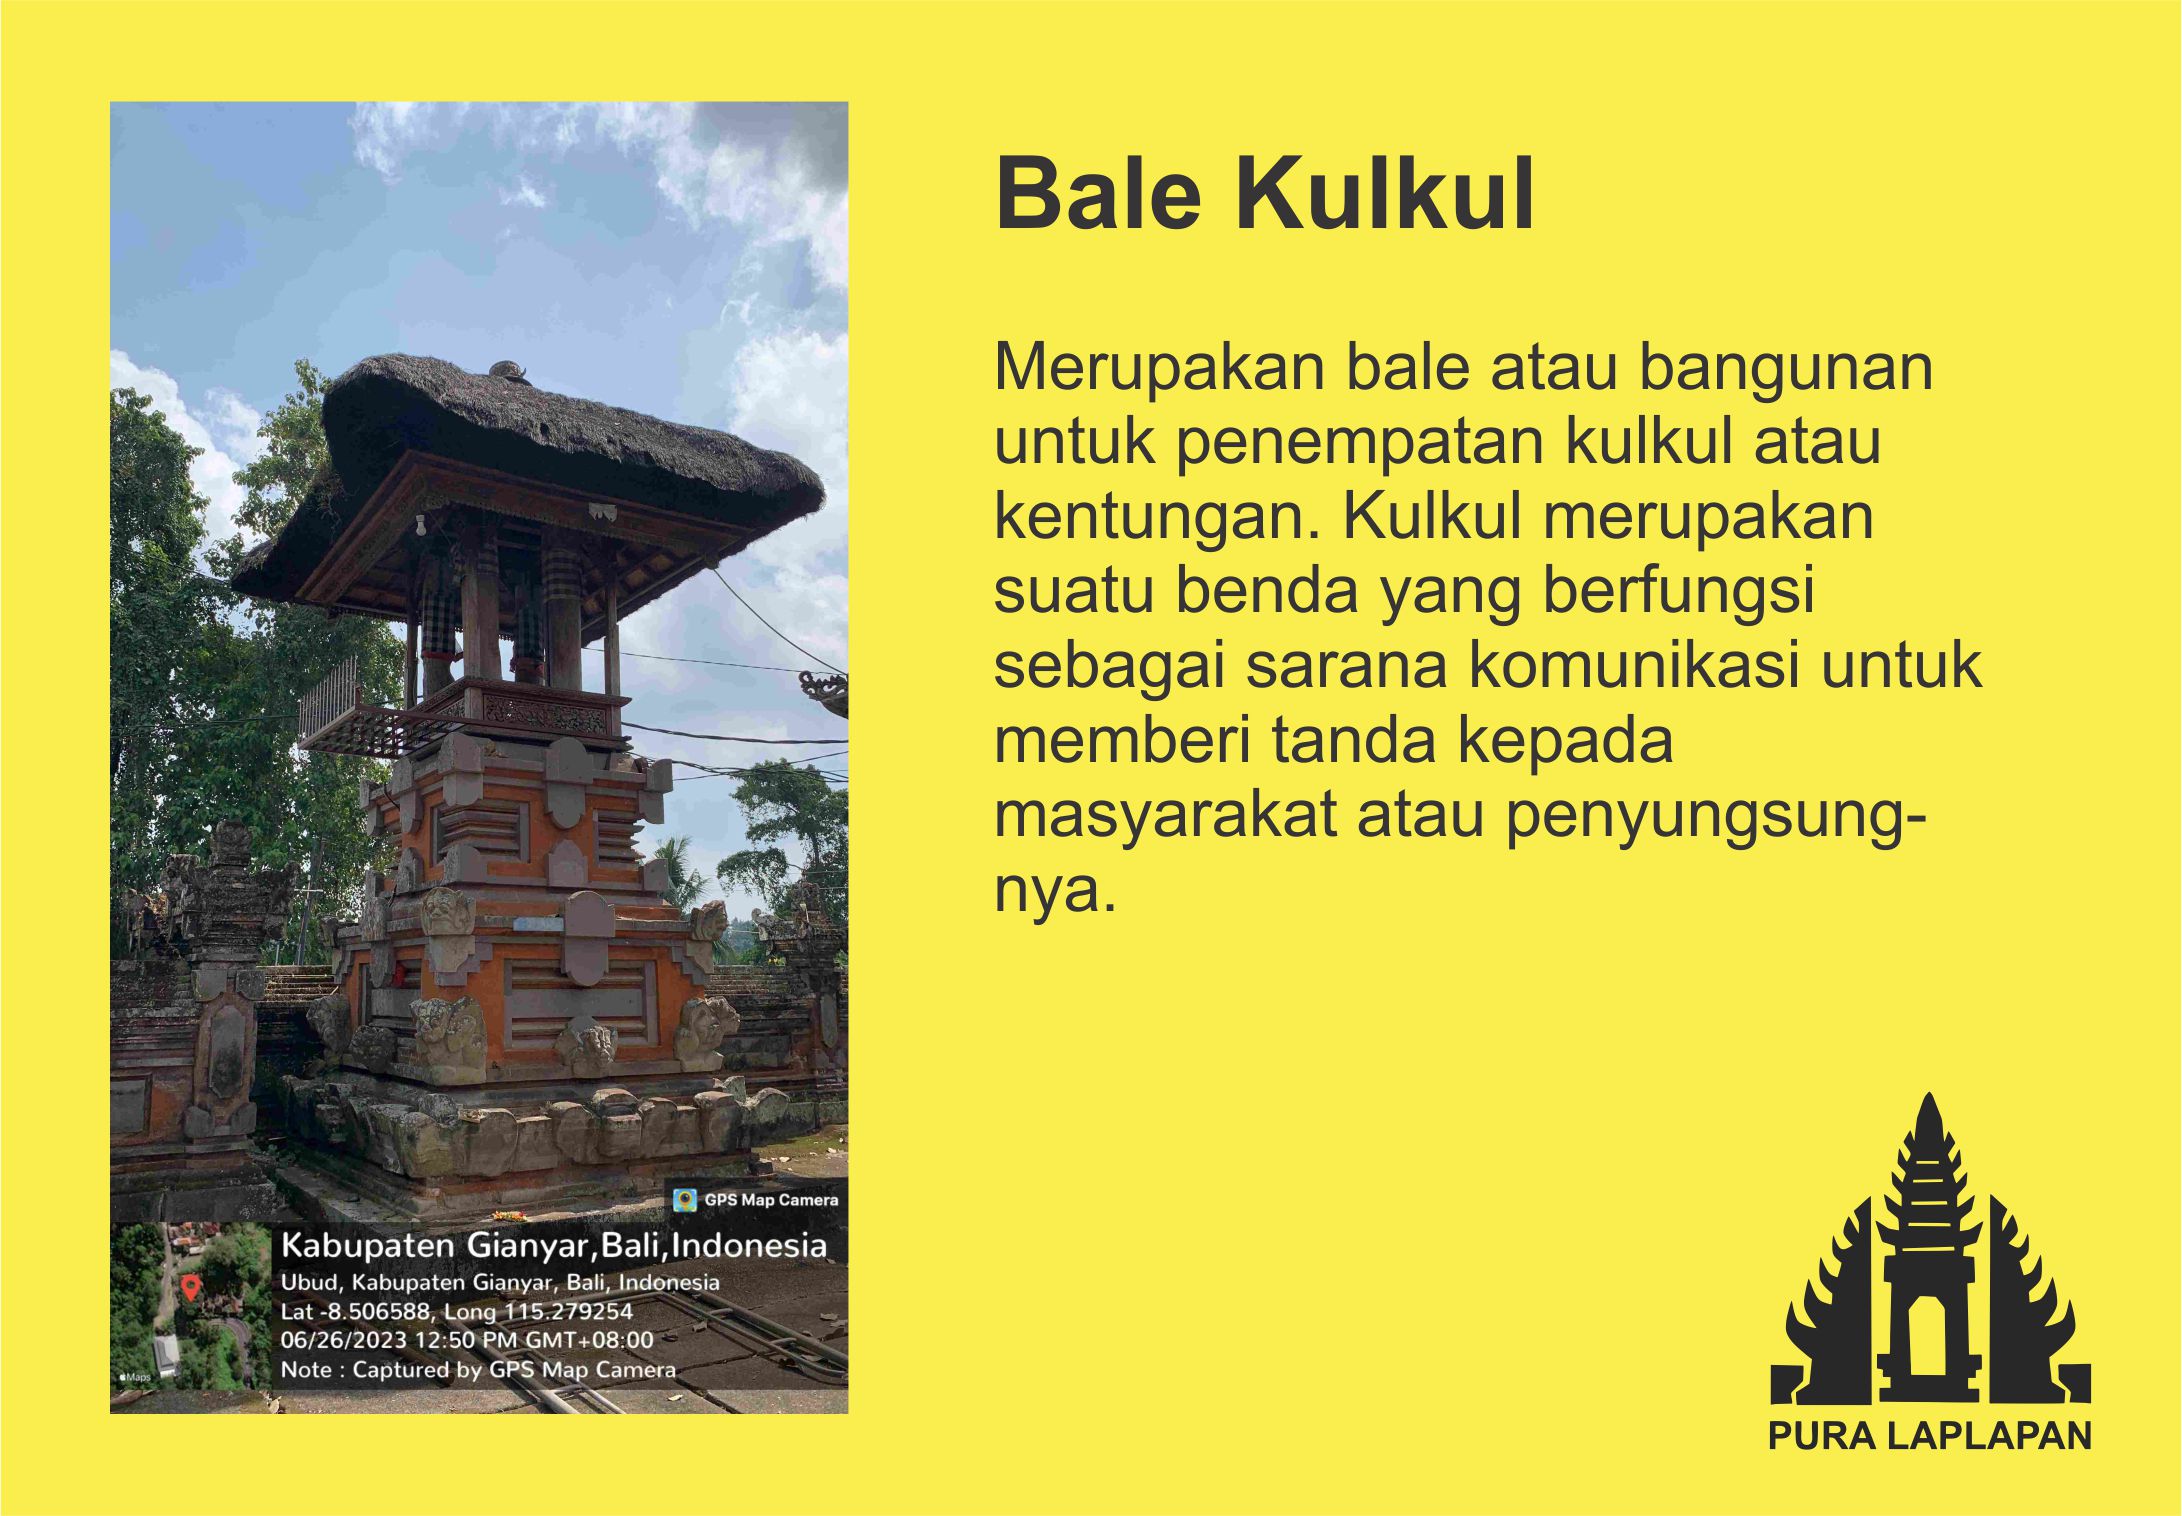 Bale Kulkul
Merupakan bale atau bangunan
untuk penempatan kulkul atau
kentungan. Kulkul merupakan
suatu benda yang berfungsi
sebagai sarana komunikasi untuk
memberi tanda kepada
masyarakat atau penyungsung-
nya.
GPS Map Camera
Kabupaten Gianyar,Bali,Indonesia
Ubud, Kabupaten Gianyar, Bali, Indonesia
Lat -8.506588, Long 115.279254
06/26/2023 12:50 PM GMT+08:00
Note : Captured by GPS Map Camera
Maps
PURA LAPLAPAN